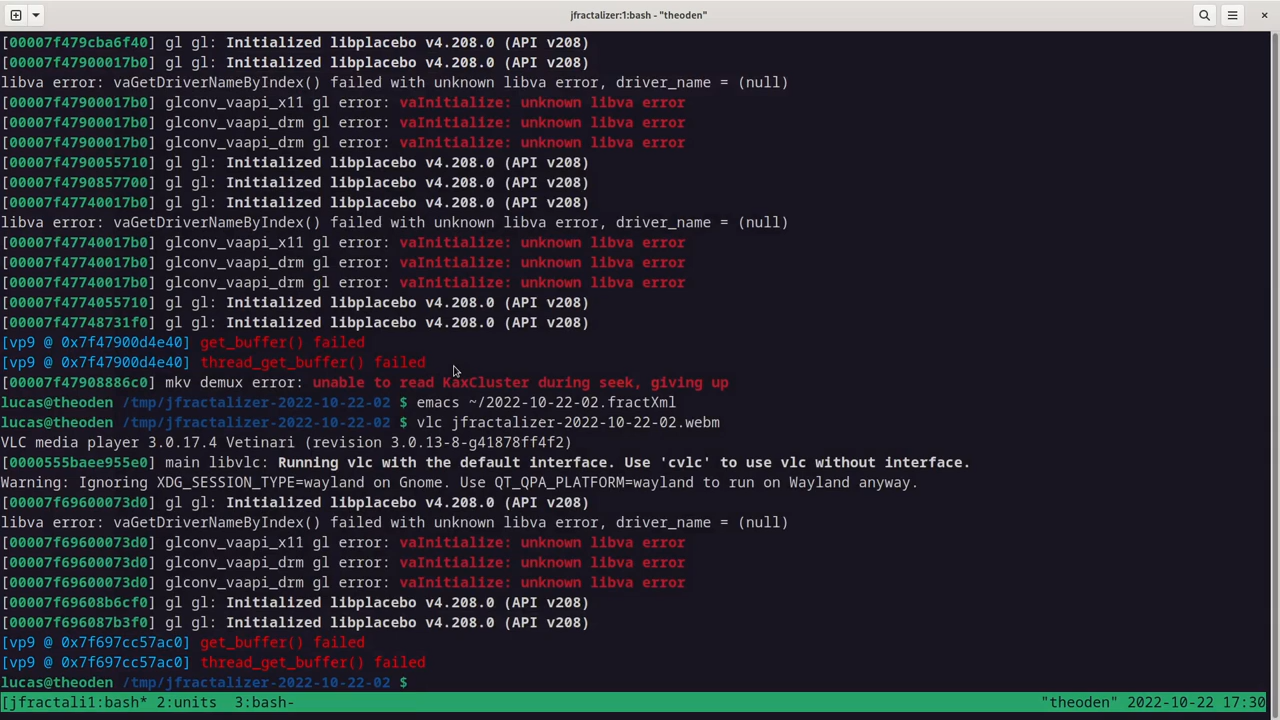 jfractalizer:1:bash - "theoden"
[00007f479cba6f40] gl gl: Initialized libplacebo v4.208.0 (API v208)
[00007f47900017b0] gl gl: Initialized libplacebo v4.208.0 (API v208)
libva error: vaGetDriverNameByIndex() failed with unknown libva error, driver_name = (null)
[00007f47900017b0] glconv_vaapi_x11 gl error: vaInitialize: unknown libva error
[00007f47900017b0] glconv_vaapi_drm gl error: vaInitialize: unknown libva error
[00007f47900017b0] glconv_vaapi_drm gl error: vaInitialize: unknown libva error
[00007f4790055710] gl gl: Initialized libplacebo v4.208.0 (API v208)
[00007f4790857700] gl gl: Initialized libplacebo v4.208.0 (API v208)
[00007f47740017b0] gl gl: Initialized libplacebo v4.208.0 (API v208)
libva error: vaGetDriverNameByIndex() failed with unknown libva error, driver_name = (null)
[00007f47740017b0] glconv_vaapi_x11 gl error: vaInitialize: unknown libva error
[00007f47740017b0] glconv_vaapi_drm gl error: vaInitialize: unknown libva error
[00007f47740017b0] glconv_vaapi_drm gl error: vaInitialize: unknown libva error
[00007f4774055710] gl gl: Initialized libplacebo v4.208.0 (API v208)
[00007f47748731f0] gl gl: Initialized libplacebo v4.208.0 (API v208)
[vp9 @ 0x7f47900d4e40] get_buffer() failed
[vp9 @ 0x7f47900d4e40] thread_get_buffer() failed
[00007f47908886c0] mkv demux error: unable to read KaxCluster during seek, giving up
lucas@theoden /tmp/jfractalizer-2022-10-22-02 $ emacs ~/2022-10-22-02.fractXml
lucas@theoden /tmp/jfractalizer-2022-10-22-02 $ vlc jfractalizer-2022-10-22-02.webm
VLC media player 3.0.17.4 Vetinari (revision 3.0.13-8-g41878ff4f2)
[0000555baee955e0] main libvlc: Running vlc with the default interface. Use 'cvlc' to use vlc without interface.
Warning: Ignoring XDG_SESSION_TYPE=wayland on Gnome. Use QT_QPA_PLATFORM=wayland to run on Wayland anyway.
[00007f69600073d0] gl gl: Initialized libplacebo v4.208.0 (API v208)
libva error: vaGetDriverNameByIndex() failed with unknown libva error, driver_name = (null)
[00007f69600073d0] glconv_vaapi_x11 gl error: vaInitialize: unknown libva error
[00007f69600073d0] glconv_vaapi_drm gl error: vaInitialize: unknown libva error
[00007f69600073d0] glconv_vaapi_drm gl error: vaInitialize: unknown libva error
[00007f69608b6cf0] gl gl: Initialized libplacebo v4.208.0 (API v208)
[00007f696087b3f0] gl gl: Initialized libplacebo v4.208.0 (API v208)
[vp9 @ 0x7f697cc57ac0] get_buffer() failed
[vp9 @ 0x7f697cc57ac0] thread_get_buffer() failed
lucas@theoden /tmp/jfractalizer-2022-10-22-02 $
[jfractali1:bash* 2:units  3:bash- "theoden" 2022-10-22 17:30